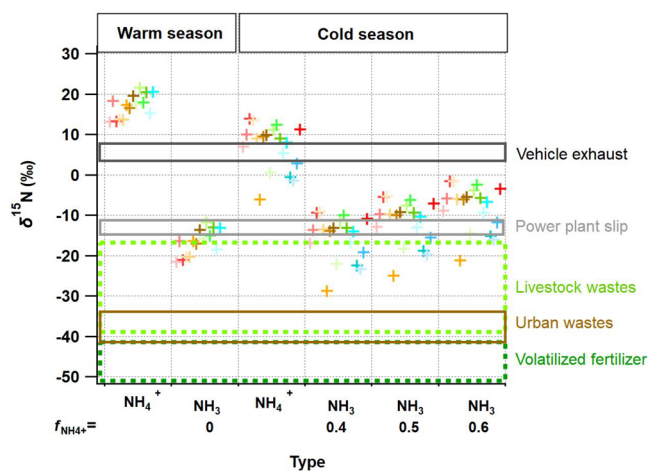 Warm season Cold season
30
20
10
0
-10
-20
-30
-40
-50
δ15N (‰)
Vehicle exhaust
Power plant slip
Livestock wastes
Urban wastes
Volatilized fertilizer
NH4+ NH3 NH4+ NH3 NH3 NH3
fNH4+= 0 0.4 0.5 0.6
Type